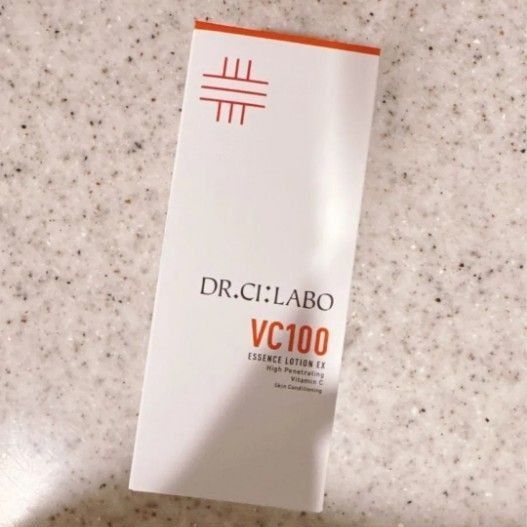 DR.CI:LABO
VC100
ESSENCE LOTION EX
High Penetrating
Vitamin C
Skin Conditioning